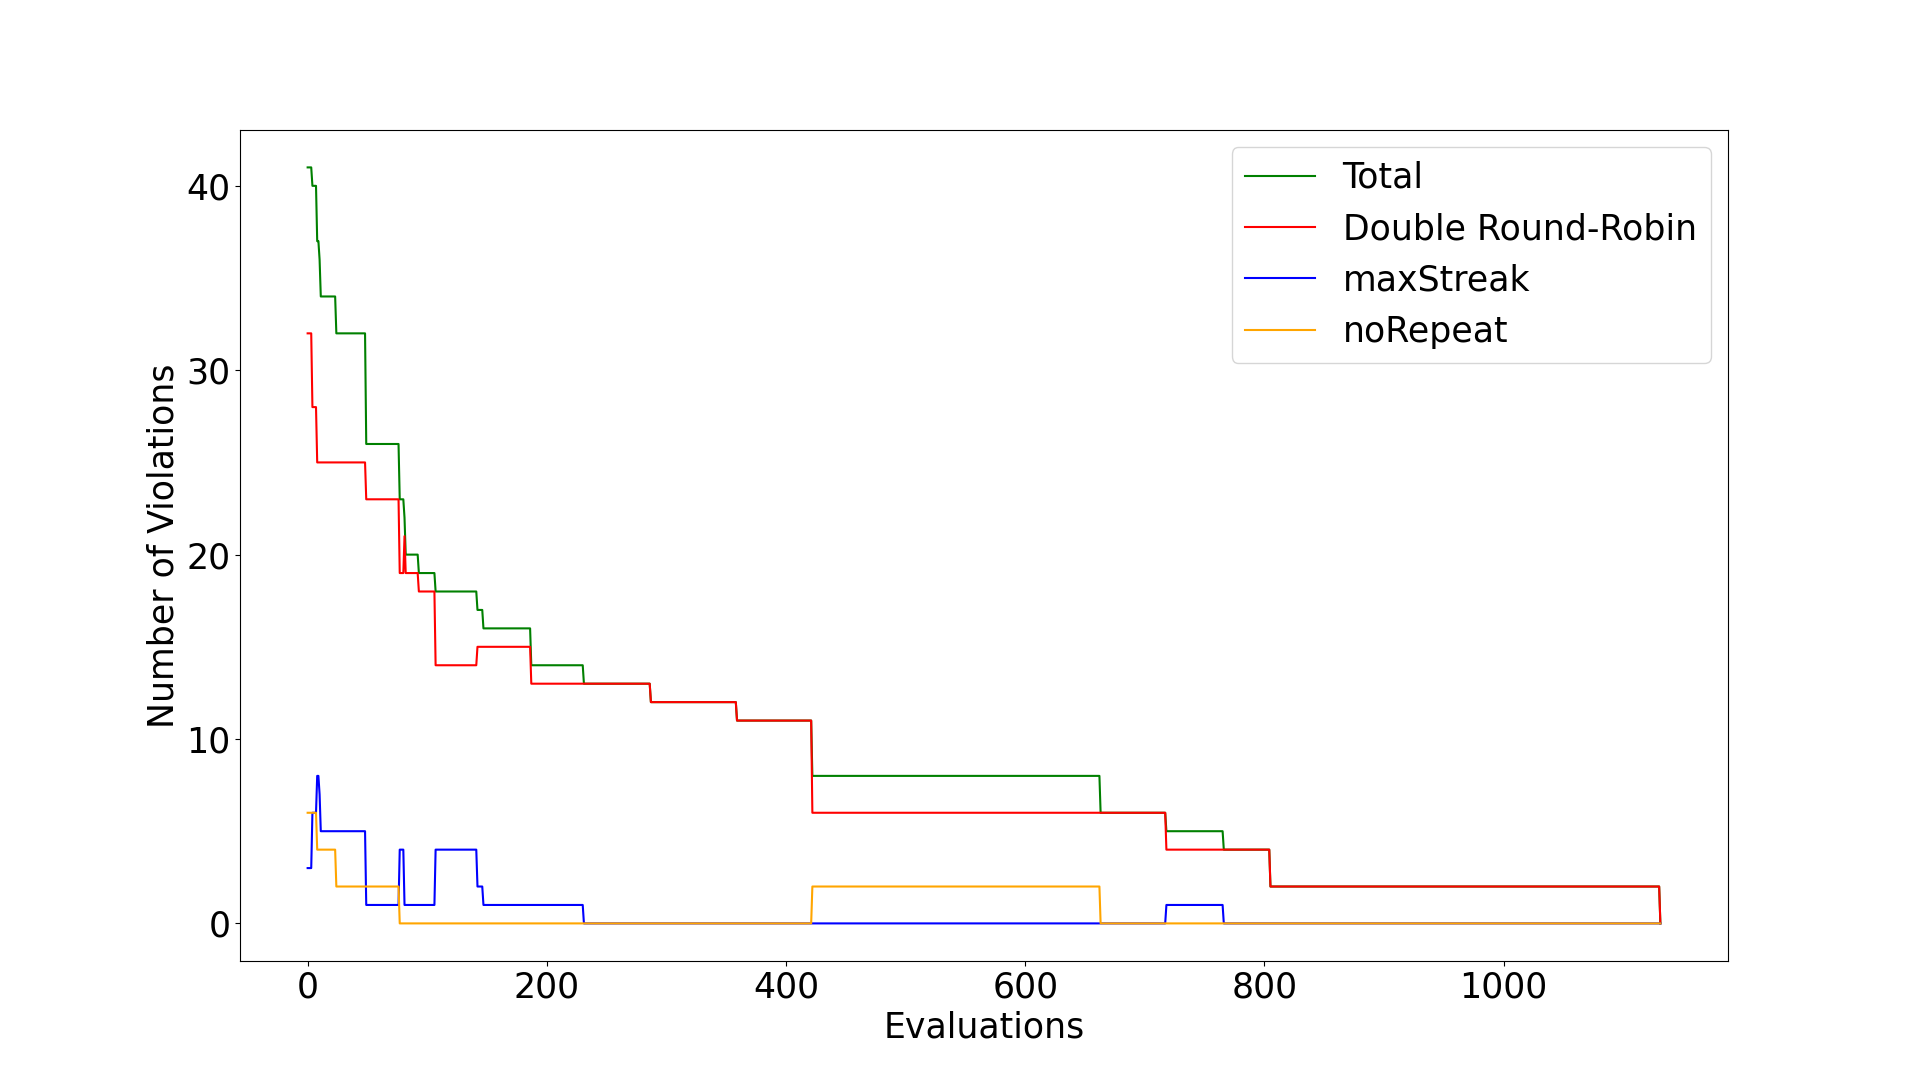 Total
Double Round-Robin
maxStreak
noRepeat
40
30
20
10
0
Number of Violations
0 200 400 600 800 1000
Evaluations